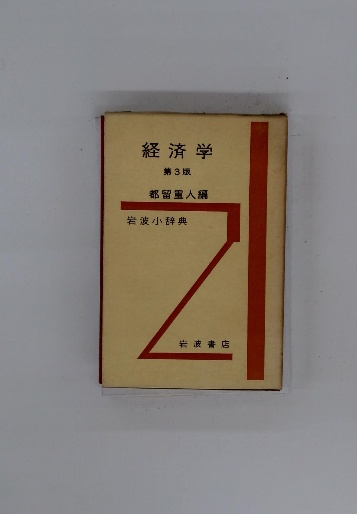 経済学
第3版
都留重人編
岩波小辞典
岩波書店